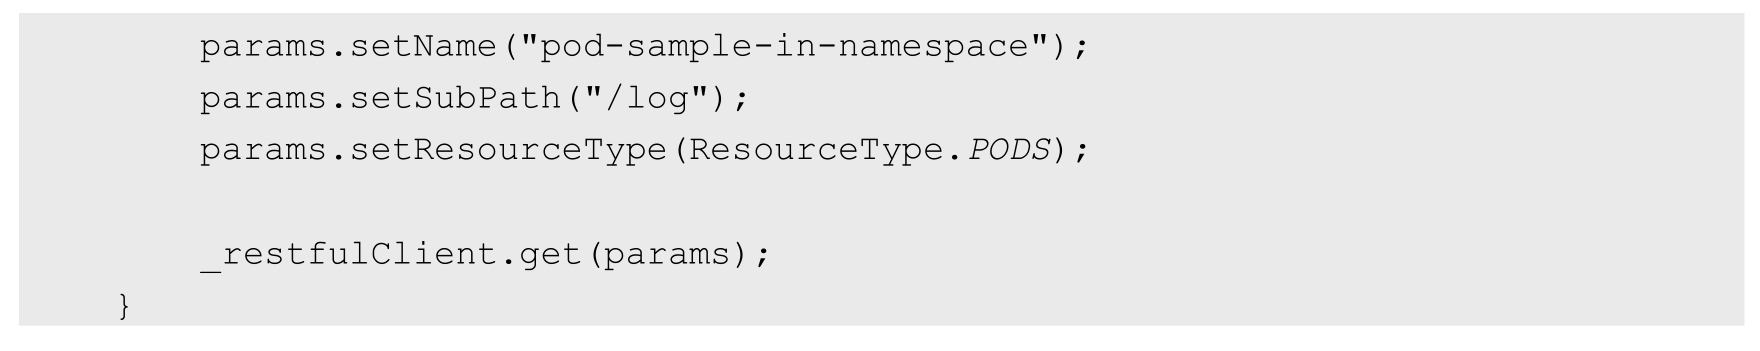 params.setName("pod-sample-in-namespace");
params.setSubPath("/log");
params.setResourceType(ResourceType.PODS);
_restfulClient.get(params);
}